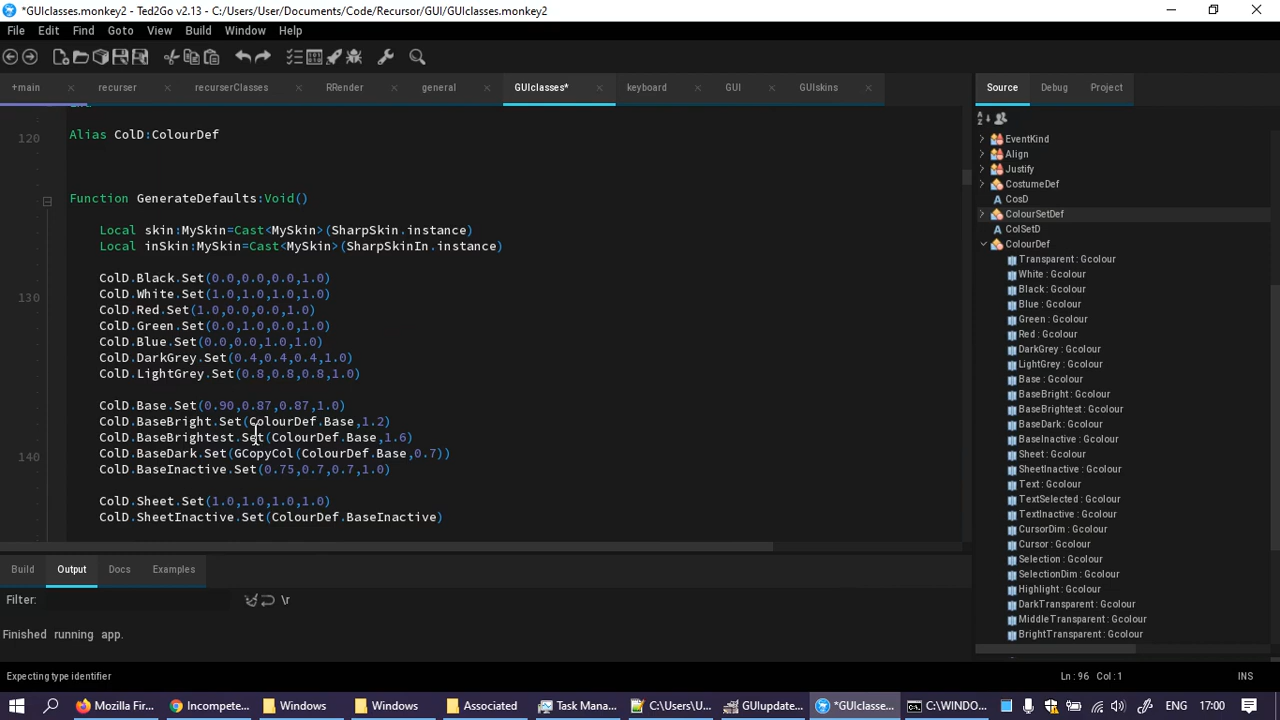 *GUIclasses.monkey2 - Ted2Go v2.13 - C:/Users/User/Documents/Code/Recursor/GUI/GUIclasses.monkey2
File Edit Find Goto View Build Window Help
+main recurser recurserClasses RRender general GUIclasses* keyboard GUI GUIskins
Source Debug Project
120 Alias ColD:ColourDef
Function GenerateDefaults:Void()
Local skin:MySkin=Cast<MySkin>(SharpSkin.instance)
Local inSkin:MySkin=Cast<MySkin>(SharpSkinIn.instance)
ColD.Black.Set(0.0,0.0,0.0,1.0)
130 ColD.White.Set(1.0,1.0,1.0,1.0)
ColD.Red.Set(1.0,0.0,0.0,1.0)
ColD.Green.Set(0.0,1.0,0.0,1.0)
ColD.Blue.Set(0.0,0.0,1.0,1.0)
ColD.DarkGrey.Set(0.4,0.4,0.4,1.0)
ColD.LightGrey.Set(0.8,0.8,0.8,1.0)
ColD.Base.Set(0.90,0.87,0.87,1.0)
ColD.BaseBright.Set(ColourDef.Base,1.2)
ColD.BaseBrightest.Set(ColourDef.Base,1.6)
140 ColD.BaseDark.Set(GCopyCol(ColourDef.Base,0.7))
ColD.BaseInactive.Set(0.75,0.7,0.7,1.0)
ColD.Sheet.Set(1.0,1.0,1.0,1.0)
ColD.SheetInactive.Set(ColourDef.BaseInactive)
EventKind
Align
Justify
CostumeDef
CosD
ColourSetDef
ColSetD
ColourDef
Transparent : Gcolour
White : Gcolour
Black : Gcolour
Blue : Gcolour
Green : Gcolour
Red : Gcolour
DarkGrey : Gcolour
LightGrey : Gcolour
Base : Gcolour
BaseBright : Gcolour
BaseBrightest : Gcolour
BaseDark : Gcolour
BaseInactive : Gcolour
Sheet : Gcolour
SheetInactive : Gcolour
Text : Gcolour
TextSelected : Gcolour
TextInactive : Gcolour
CursorDim : Gcolour
Cursor : Gcolour
Selection : Gcolour
SelectionDim : Gcolour
Highlight : Gcolour
DarkTransparent : Gcolour
MiddleTransparent : Gcolour
BrightTransparent : Gcolour
Build Output Docs Examples
Filter: \r
Finished running app.
Expecting type identifier Ln : 96 Col : 1 INS
Mozilla Fir... Incompete... Windows Windows Associated Task Mana... C:\Users\U... GUIupdate... *GUIclasse... C:\WINDO... ENG 17:00